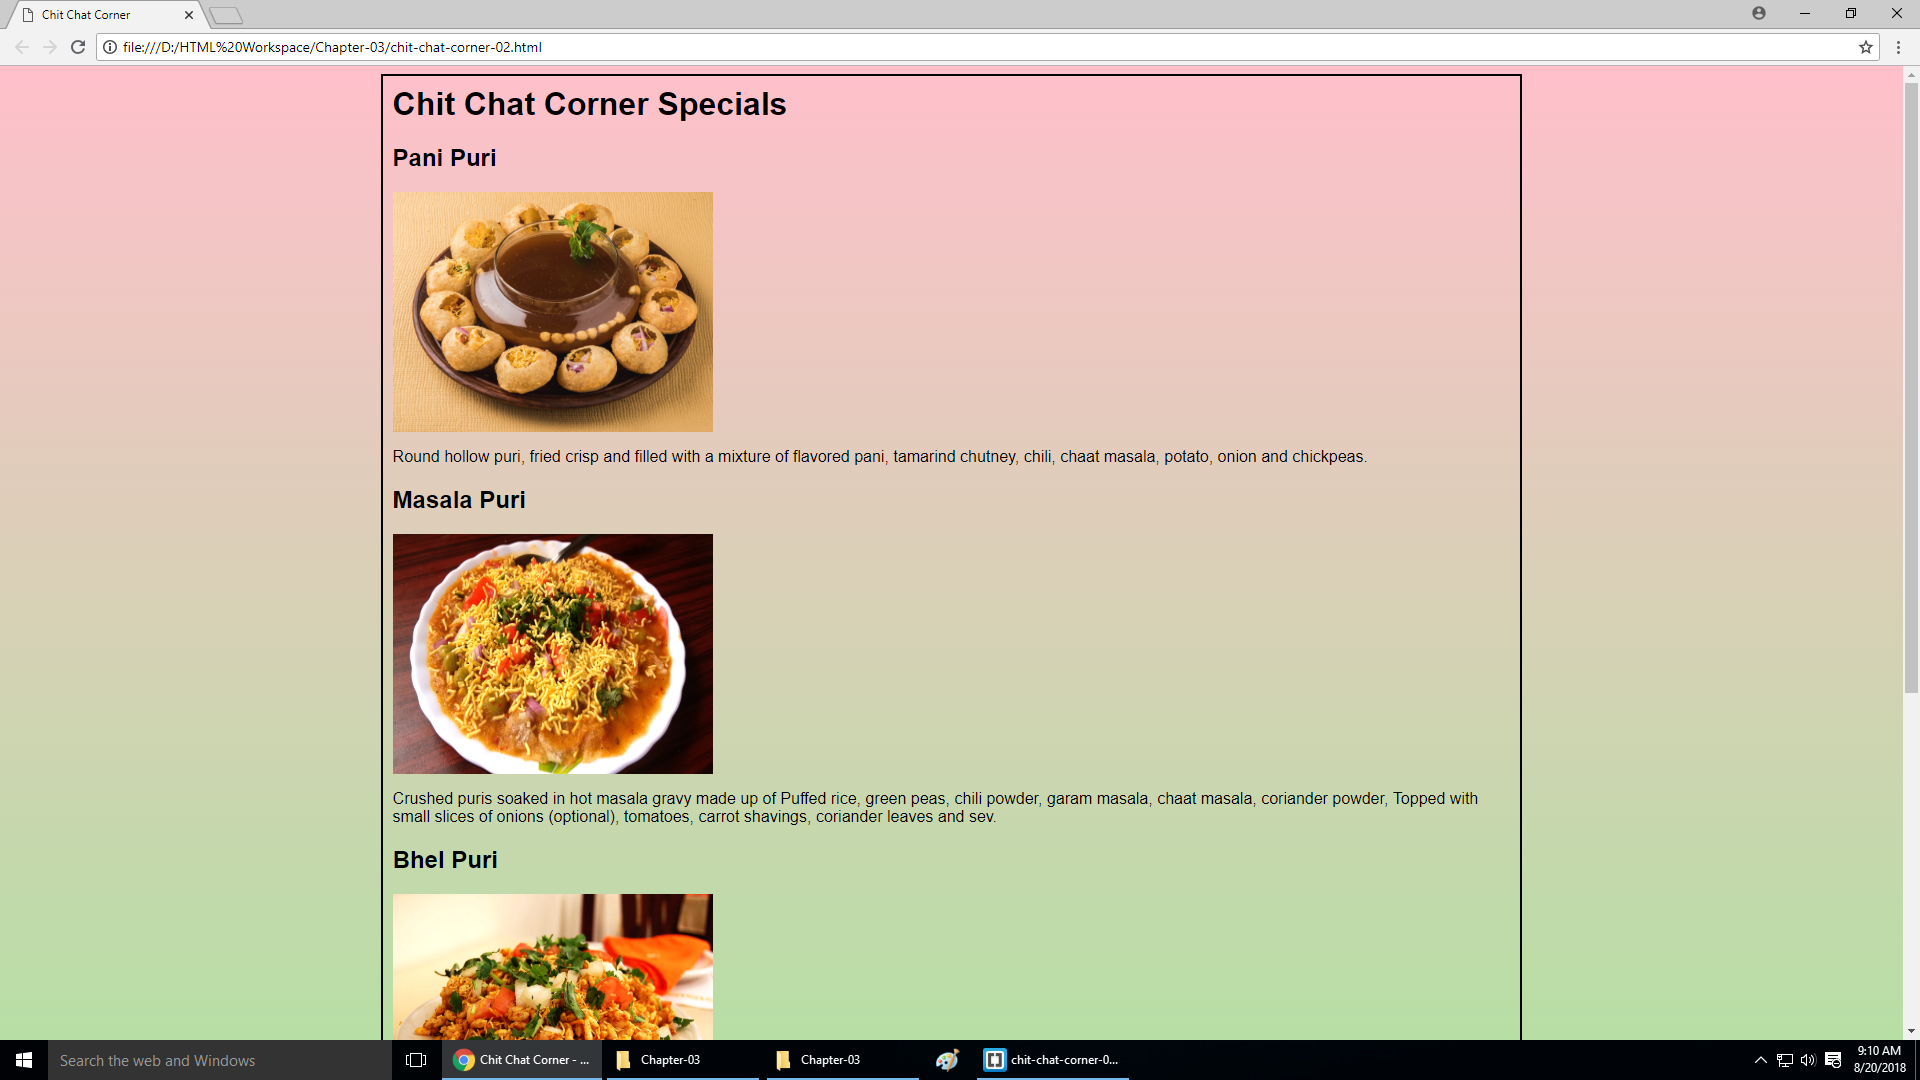 Chit Chat Corner
file:///D:/HTML%20Workspace/Chapter-03/chit-chat-corner-02.html
Chit Chat Corner Specials
Pani Puri
Round hollow puri, fried crisp and filled with a mixture of flavored pani, tamarind chutney, chili, chaat masala, potato, onion and chickpeas.
Masala Puri
Crushed puris soaked in hot masala gravy made up of Puffed rice, green peas, chili powder, garam masala, chaat masala, coriander powder, Topped with
small slices of onions (optional), tomatoes, carrot shavings, coriander leaves and sev.
Bhel Puri
Search the web and Windows
Chit Chat Corner - ...
Chapter-03
Chapter-03
chit-chat-corner-0...
9:10 AM
8/20/2018